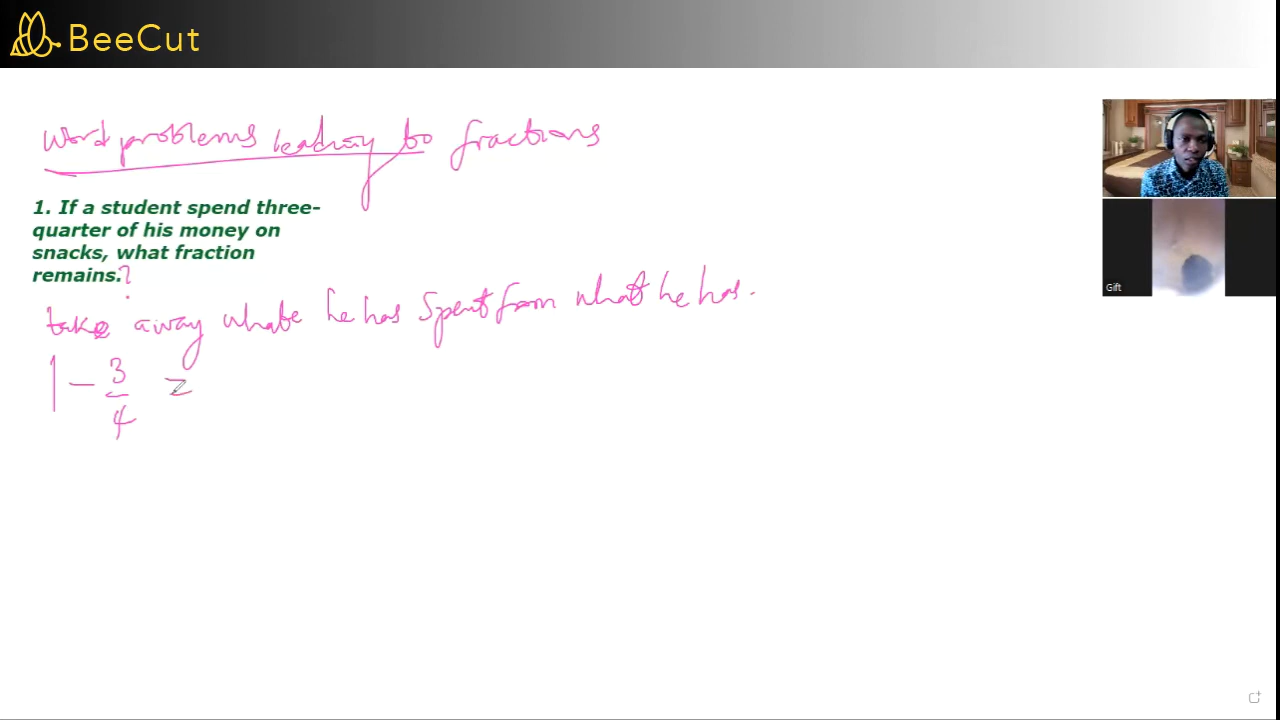 BeeCut
Word problems leading to fractions
1. If a student spend three-
quarter of his money on
snacks, what fraction
remains.?
take away whate he has Spent from what he has.
1 - 3/4 =
Gift